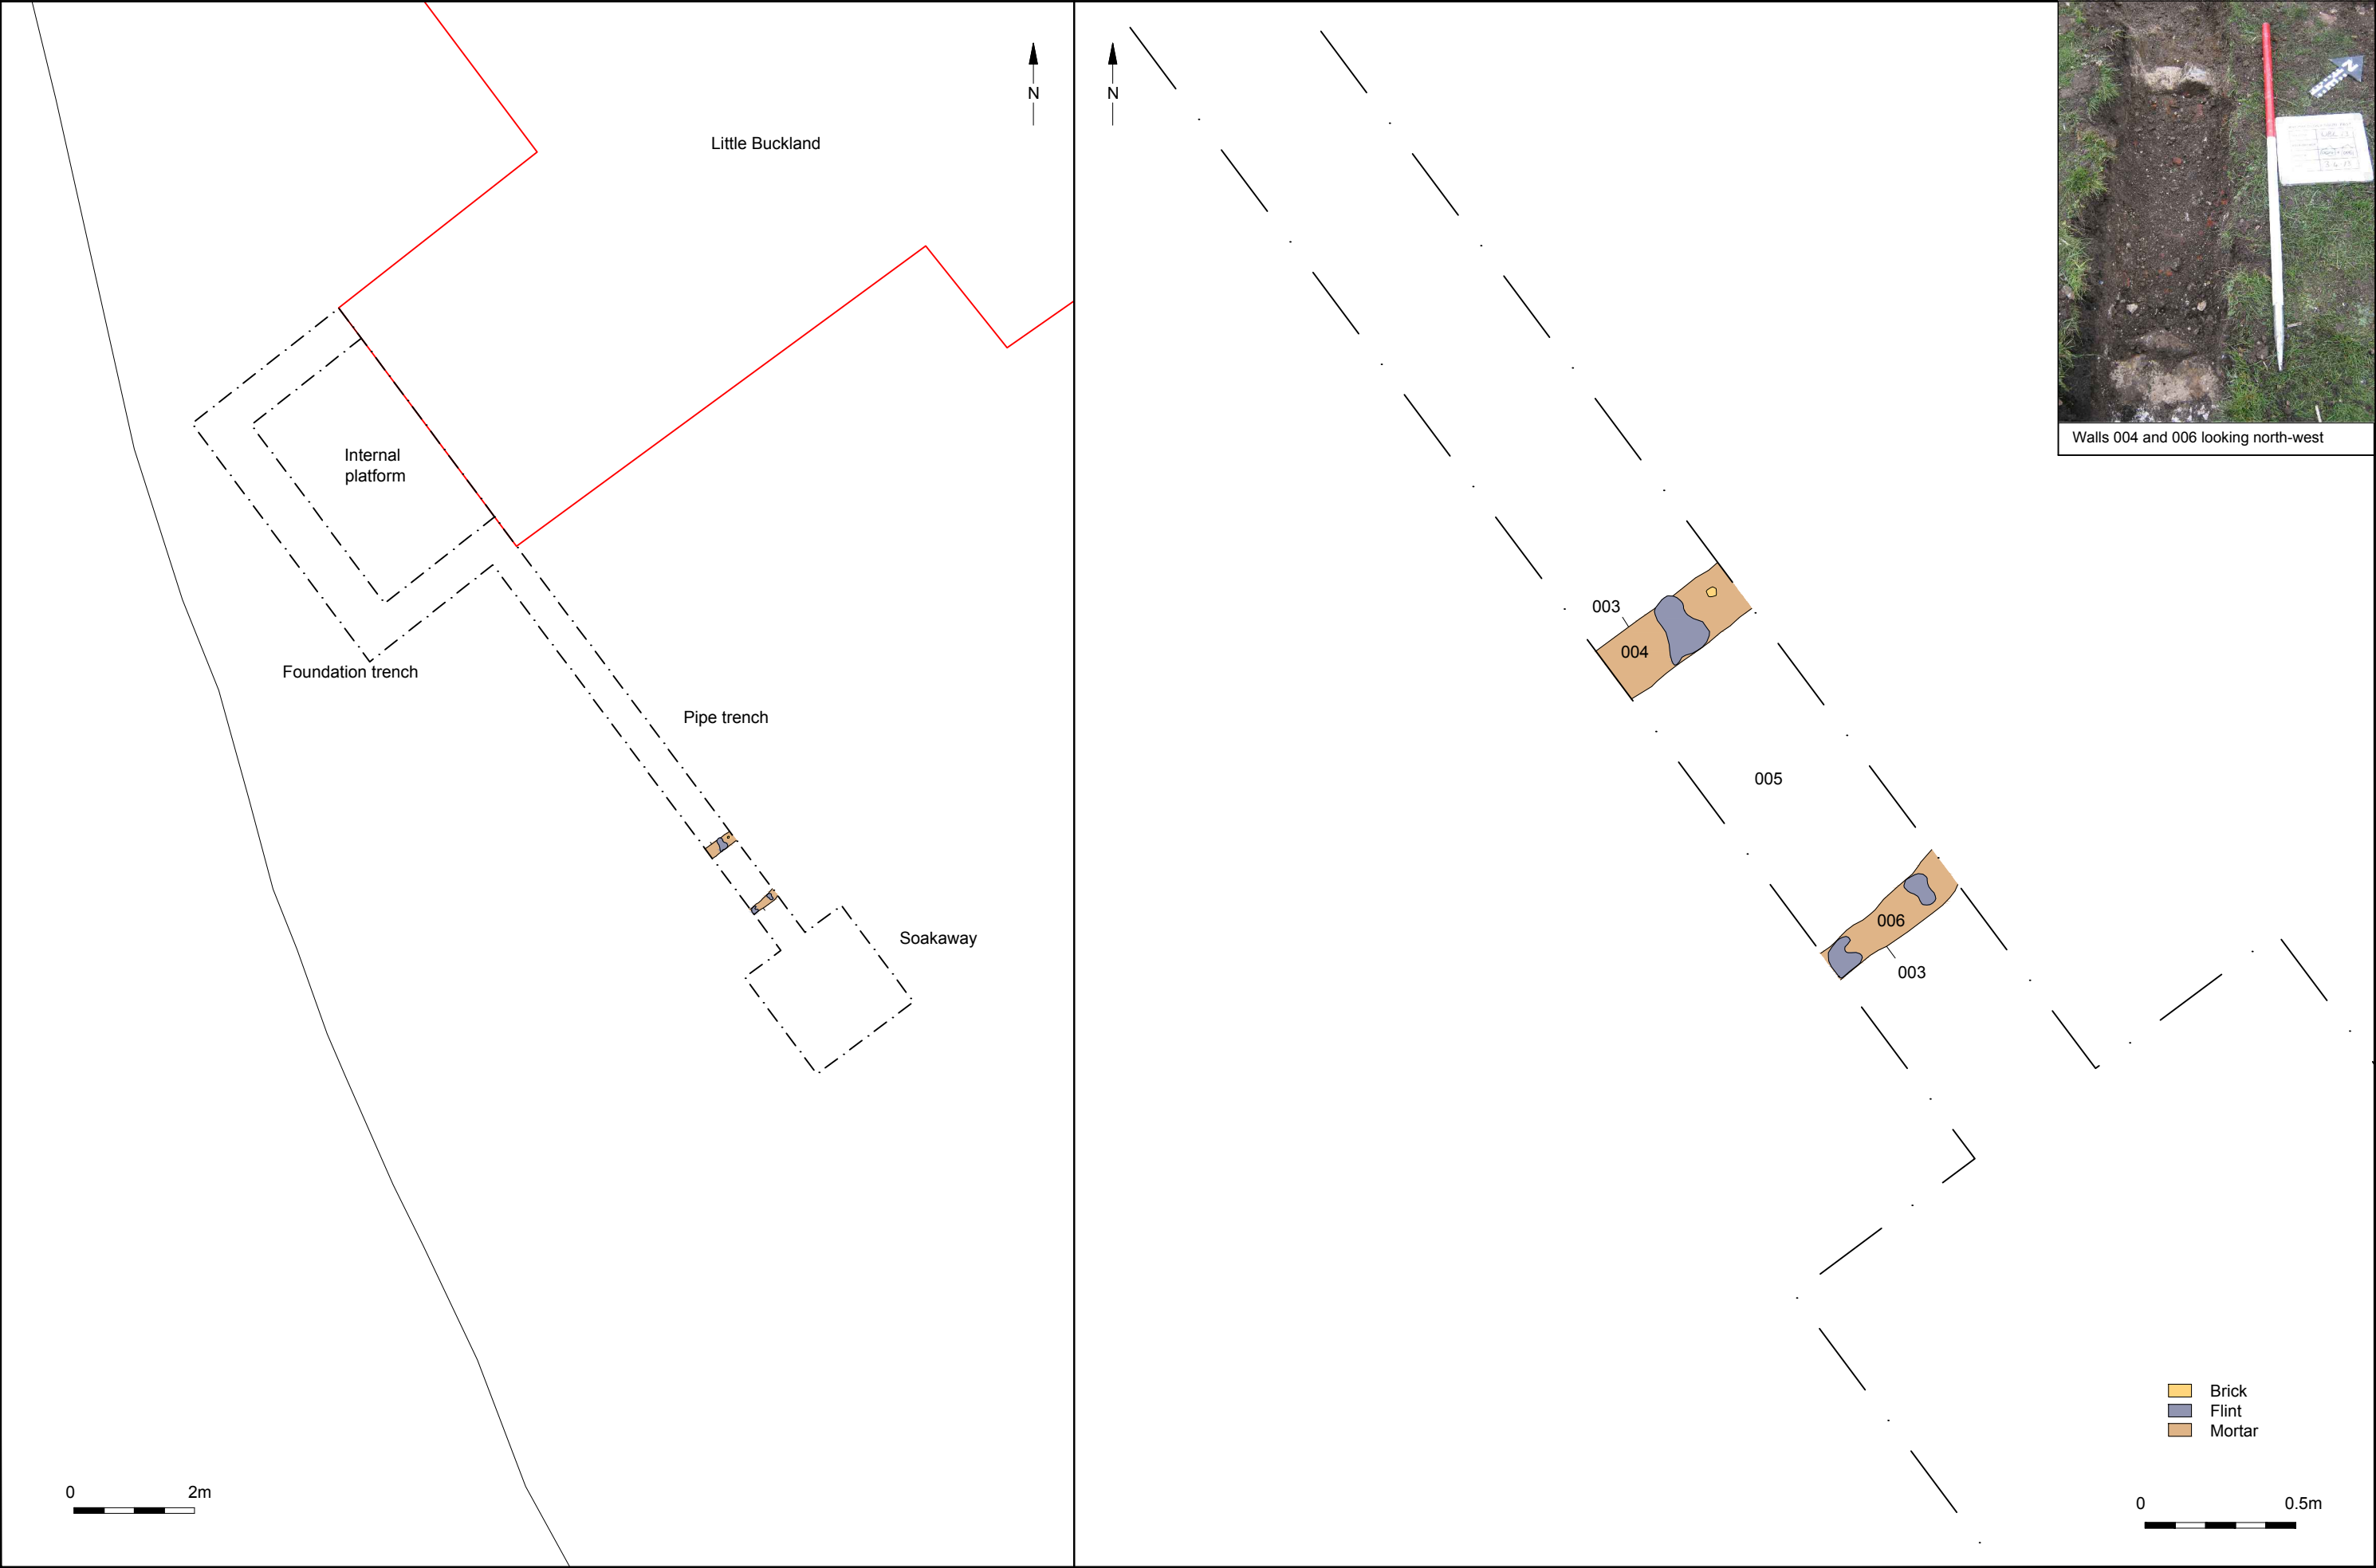 N
Little Buckland
Internal
platform
Foundation trench
Pipe trench
Soakaway
0 2m
N
003
004
005
006
003
N
Walls 004 and 006 looking north-west
Brick
Flint
Mortar
0 0.5m